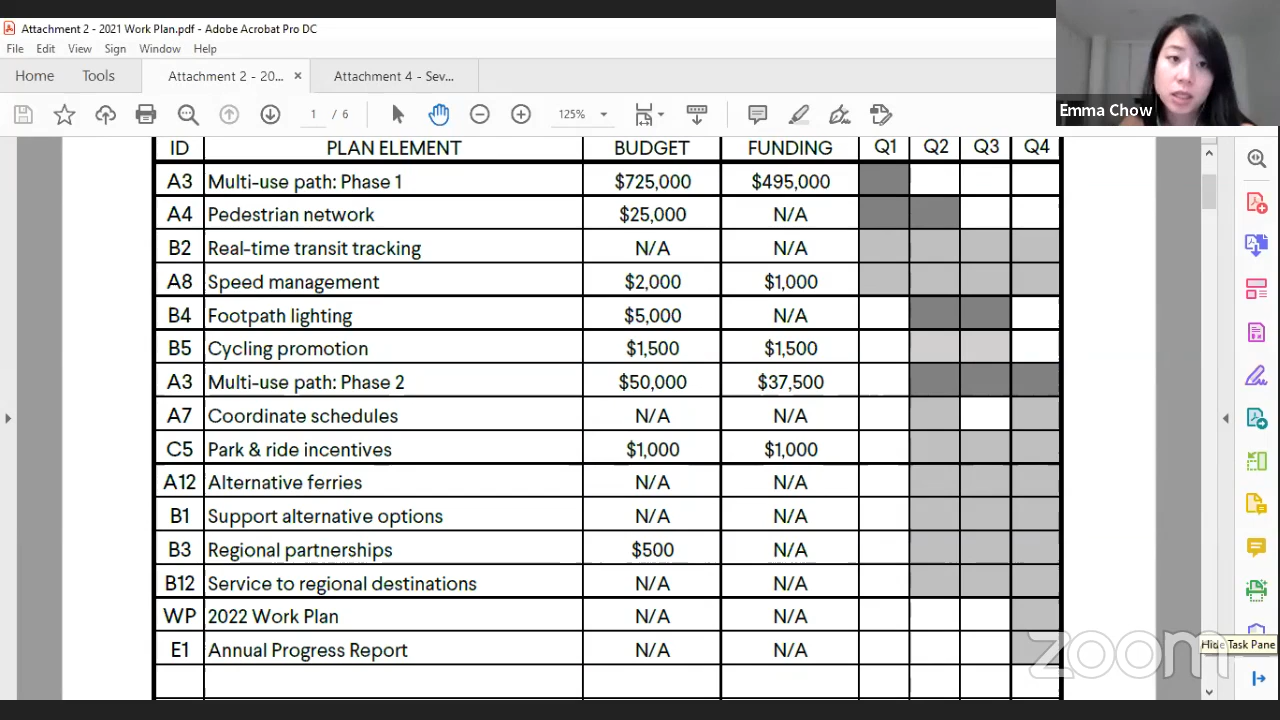 Attachment 2 - 2021 Work Plan.pdf - Adobe Acrobat Pro DC
File Edit View Sign Window Help
Home Tools Attachment 2 - 20... × Attachment 4 - Sev...
1 / 6 125%
Emma Chow
ID PLAN ELEMENT BUDGET FUNDING Q1 Q2 Q3 Q4
A3 Multi-use path: Phase 1 $725,000 $495,000
A4 Pedestrian network $25,000 N/A
B2 Real-time transit tracking N/A N/A
A8 Speed management $2,000 $1,000
B4 Footpath lighting $5,000 N/A
B5 Cycling promotion $1,500 $1,500
A3 Multi-use path: Phase 2 $50,000 $37,500
A7 Coordinate schedules N/A N/A
C5 Park & ride incentives $1,000 $1,000
A12 Alternative ferries N/A N/A
B1 Support alternative options N/A N/A
B3 Regional partnerships $500 N/A
B12 Service to regional destinations N/A N/A
WP 2022 Work Plan N/A N/A
E1 Annual Progress Report N/A N/A
Hide Task Pane
zoom